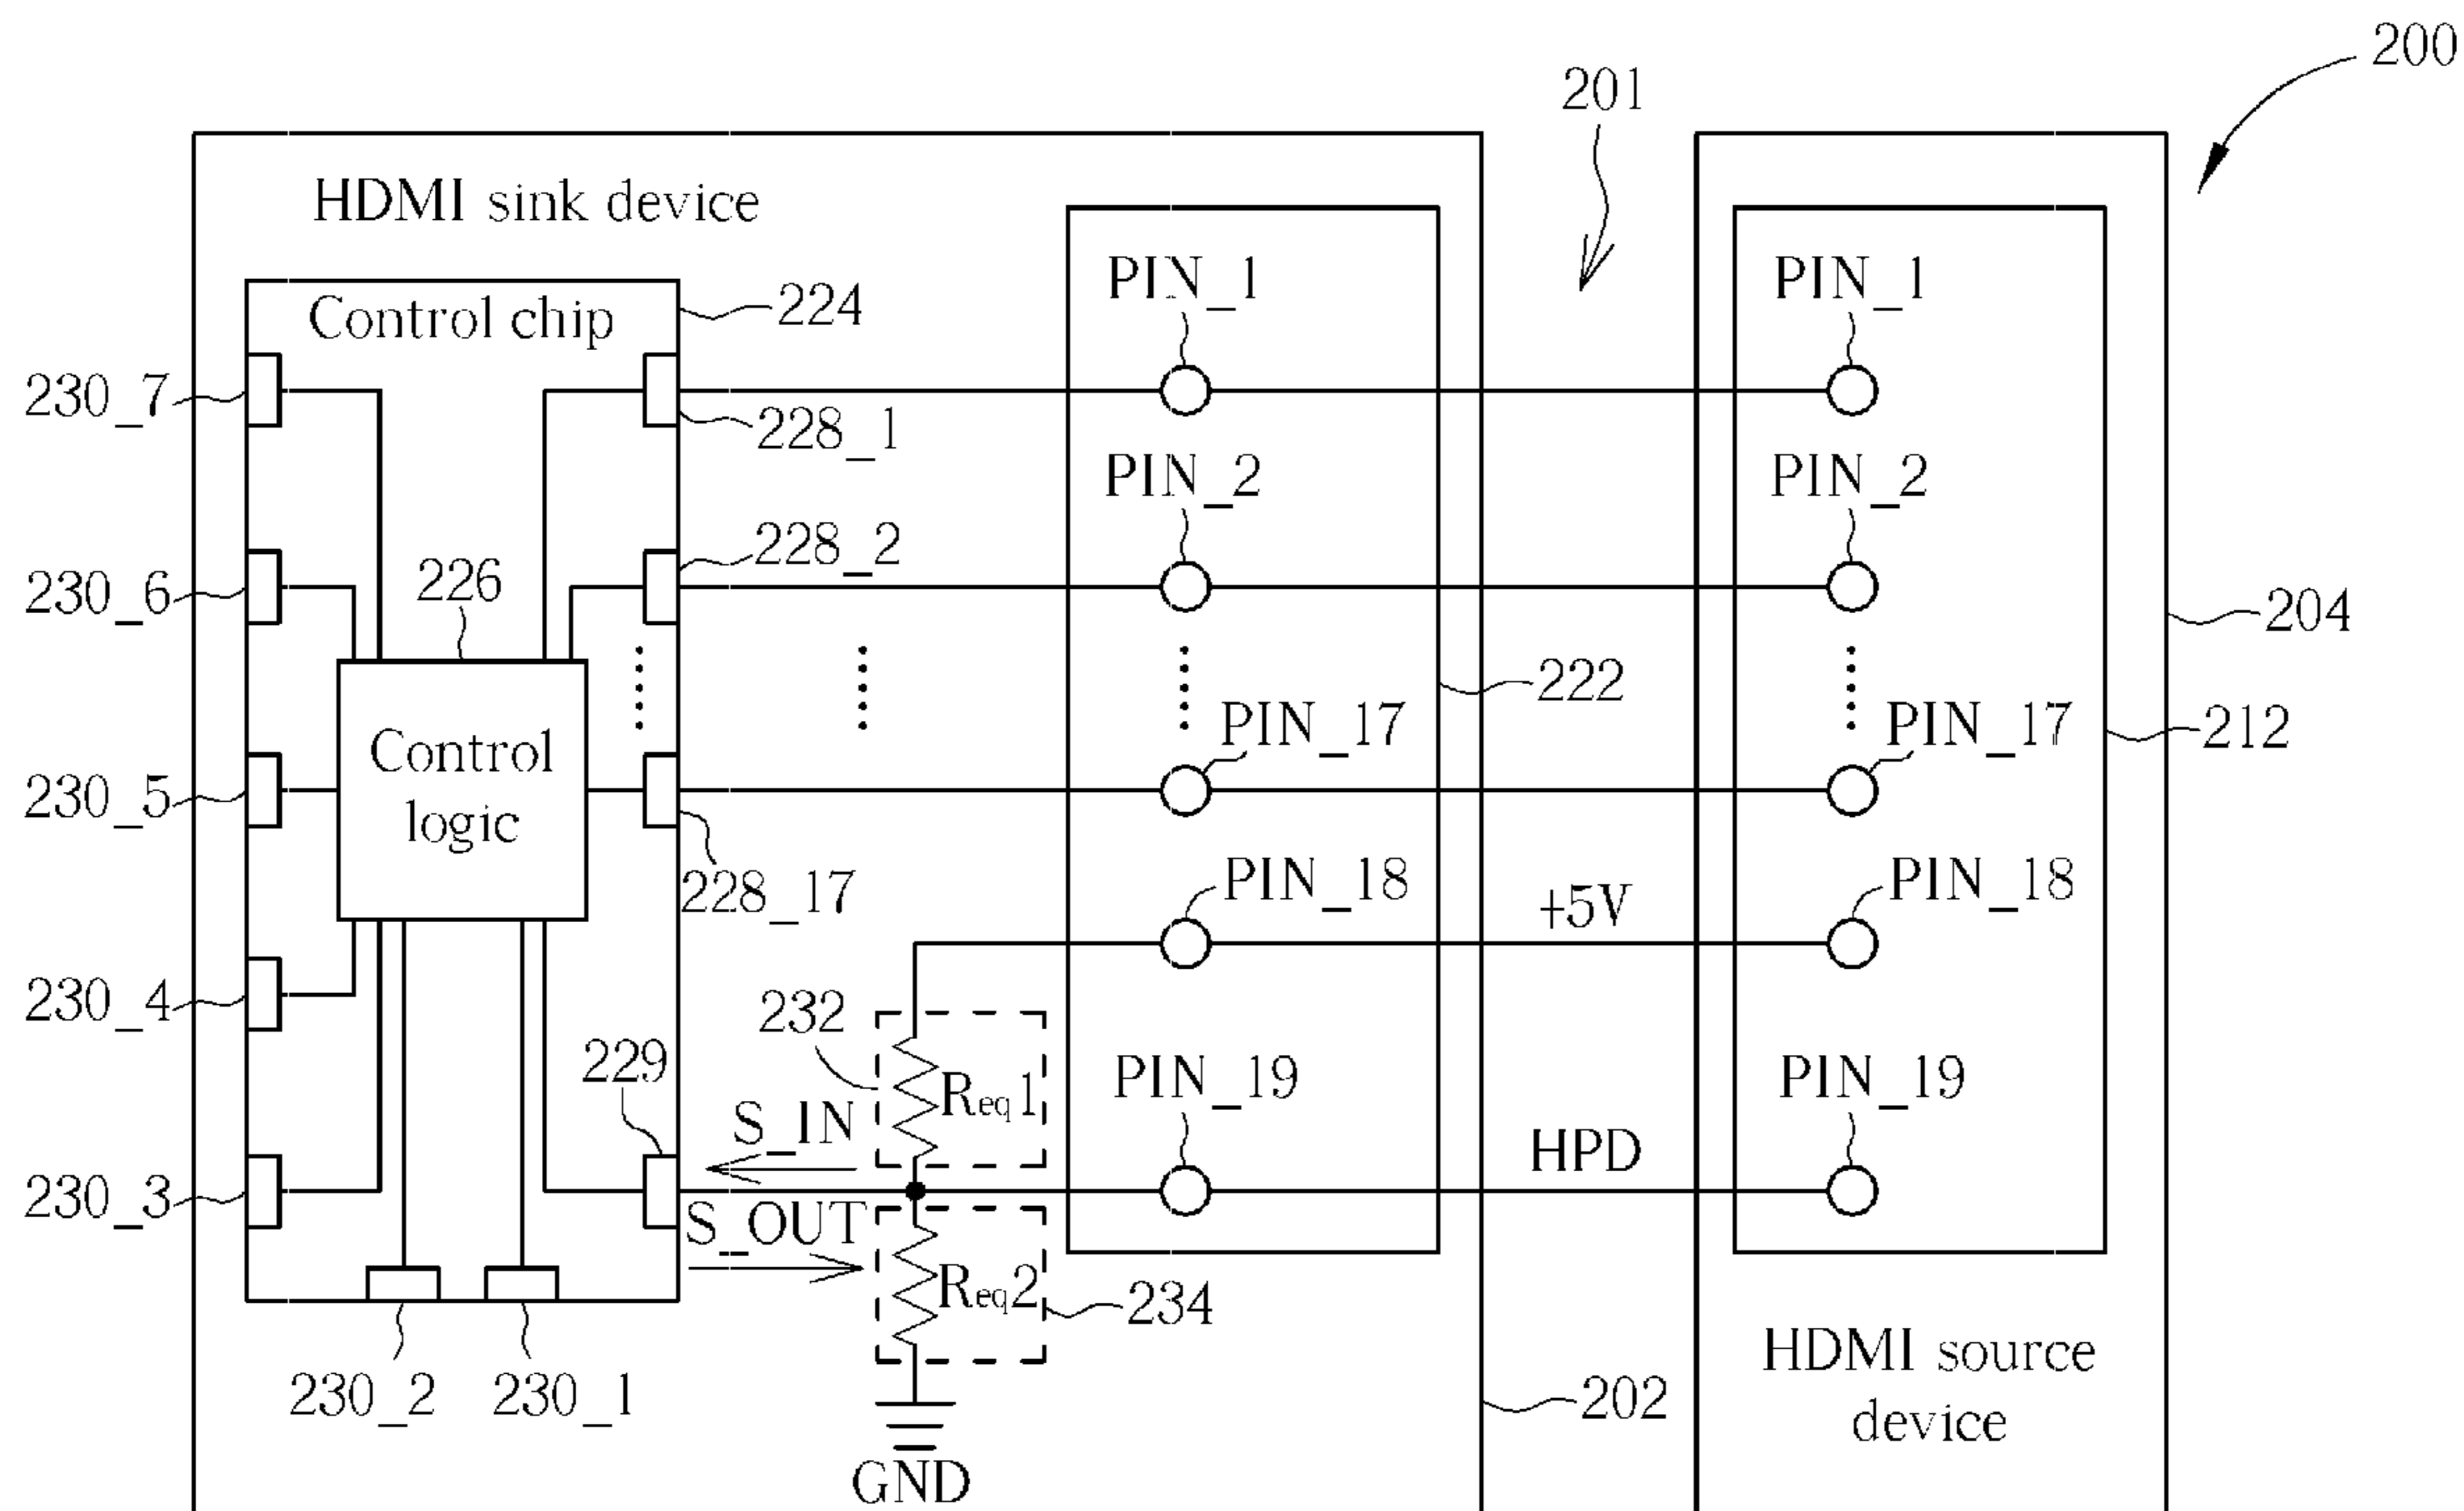 200
201
HDMI sink device
Control chip
224
PIN_1
PIN_1
230_7
228_1
PIN_2
PIN_2
228_2
230_6
226
204
222
PIN_17
PIN_17
212
Control
logic
230_5
228_17
PIN_18
+5V
PIN_18
230_4
232
229
Req1
PIN_19
PIN_19
S_IN
HPD
230_3
S_OUT
Req2
234
230_2
230_1
202
HDMI source
device
GND